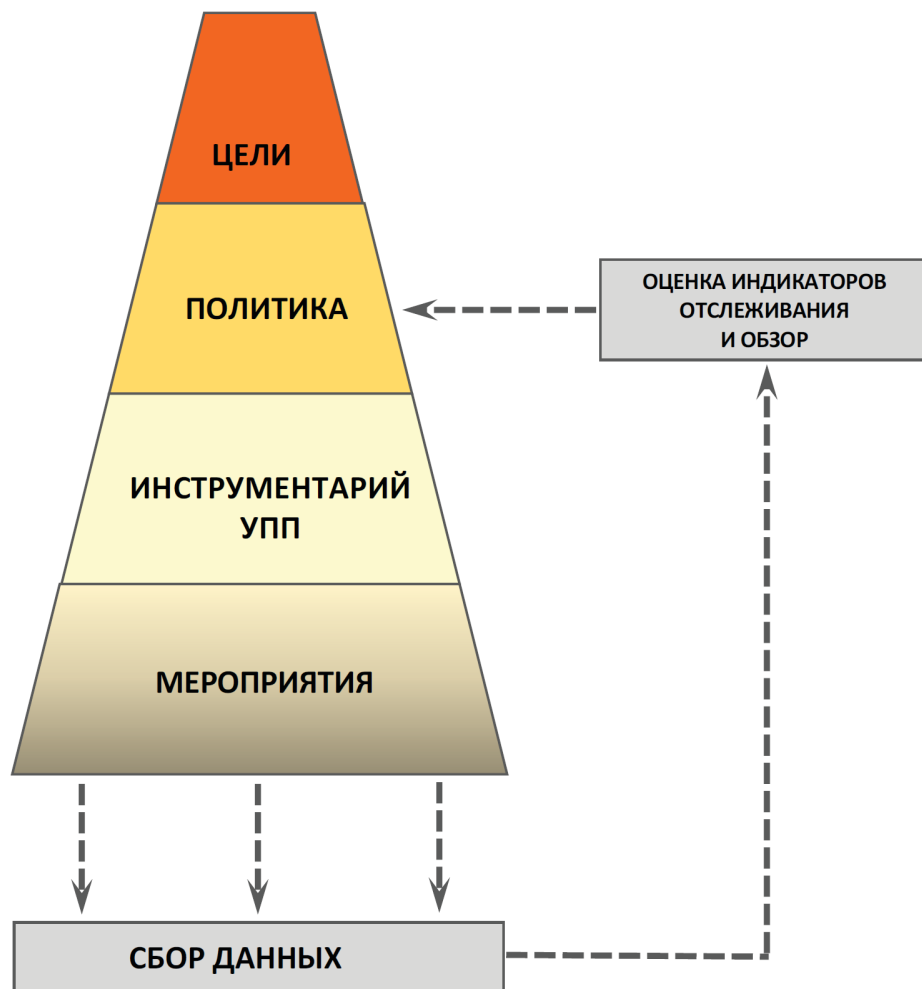 ЦЕЛИ
ПОЛИТИКА
ОЦЕНКА ИНДИКАТОРОВ
ОТСЛЕЖИВАНИЯ
И ОБЗОР
ИНСТРУМЕНТАРИЙ
УПП
МЕРОПРИЯТИЯ
СБОР ДАННЫХ